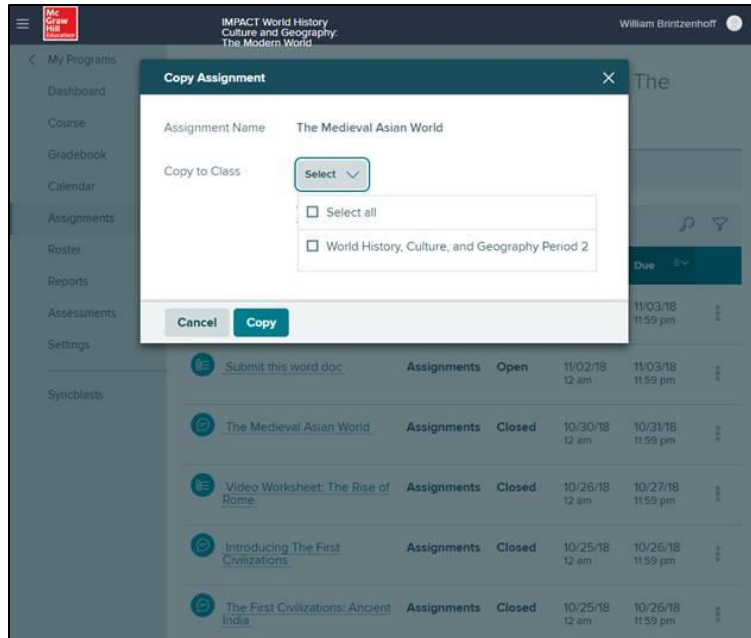 Mc
Graw
Hill
Education
IMPACT World History
Culture and Geography:
The Modern World
William Brintzenhoff
My Programs
Dashboard
Course
Gradebook
Calendar
Assignments
Roster
Reports
Assessments
Settings
Syncblasts
The
Copy Assignment
Assignment Name The Medieval Asian World
Copy to Class Select
Select all
World History, Culture, and Geography Period 2
Cancel Copy
Due
11/03/18
11:59 pm
Submit this word doc Assignments Open 11/02/18 11/03/18
12 am 11:59 pm
The Medieval Asian World Assignments Closed 10/30/18 10/31/18
12 am 11:59 pm
Video Worksheet: The Rise of Assignments Closed 10/26/18 10/27/18
Rome 12 am 11:59 pm
Introducing The First Assignments Closed 10/25/18 10/26/18
Civilizations 12 am 11:59 pm
The First Civilizations: Ancient Assignments Closed 10/25/18 10/26/18
India 12 am 11:59 pm